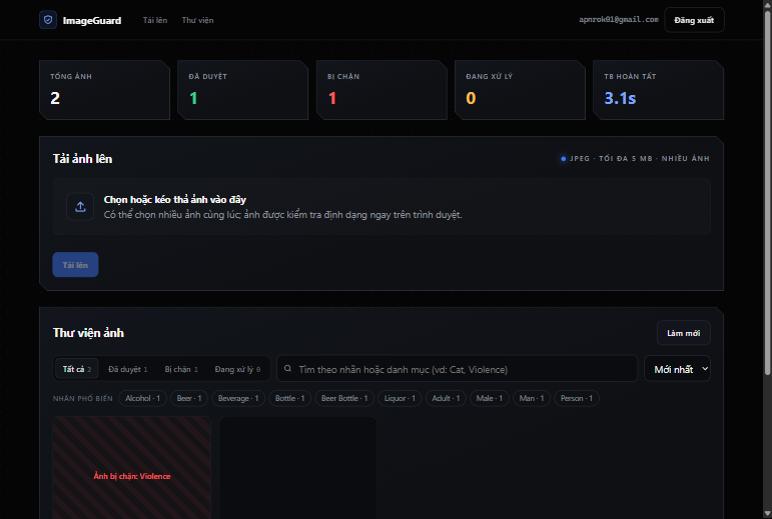 ImageGuard Tải lên Thư viện apnrok01@gmail.com Đăng xuất
TỔNG ẢNH ĐÃ DUYỆT BỊ CHẶN ĐANG XỬ LÝ TB HOÀN TẤT
2 1 1 0 3.1s
Tải ảnh lên JPEG · TỐI ĐA 5 MB · NHIỀU ẢNH
Chọn hoặc kéo thả ảnh vào đây
Có thể chọn nhiều ảnh cùng lúc; ảnh được kiểm tra định dạng ngay trên trình duyệt.
Tải lên
Thư viện ảnh Làm mới
Tất cả 2 Đã duyệt 1 Bị chặn 1 Đang xử lý 0 Tìm theo nhãn hoặc danh mục (vd: Cat, Violence) Mới nhất
NHÃN PHỔ BIẾN Alcohol · 1 Beer · 1 Beverage · 1 Bottle · 1 Beer Bottle · 1 Liquor · 1 Adult · 1 Male · 1 Man · 1 Person · 1
Ảnh bị chặn: Violence